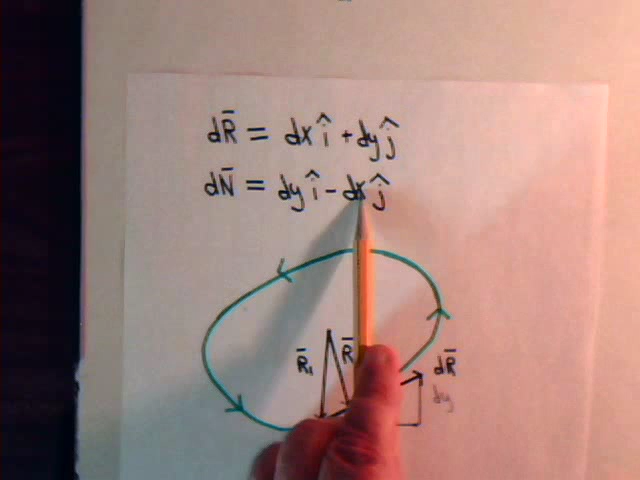 dR̄ = dx î + dy ĵ
dN̄ = dy î - dx ĵ
R̄₁ R̄ dR̄
dy